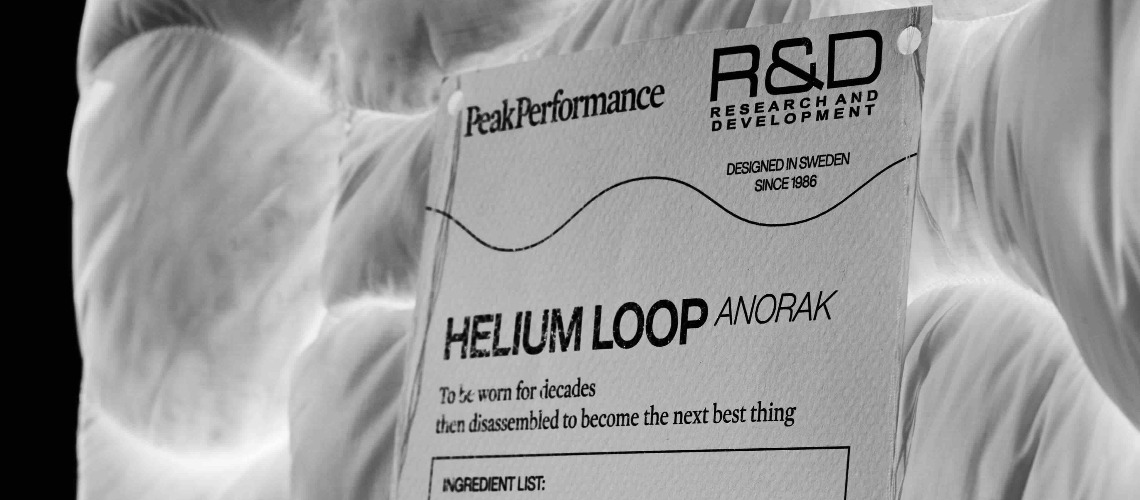 PeakPerformance
R&D
RESEARCH AND
DEVELOPMENT
DESIGNED IN SWEDEN
SINCE 1986
HELIUM LOOP ANORAK
To be worn for decades
then disassembled to become the next best thing
INGREDIENT LIST: